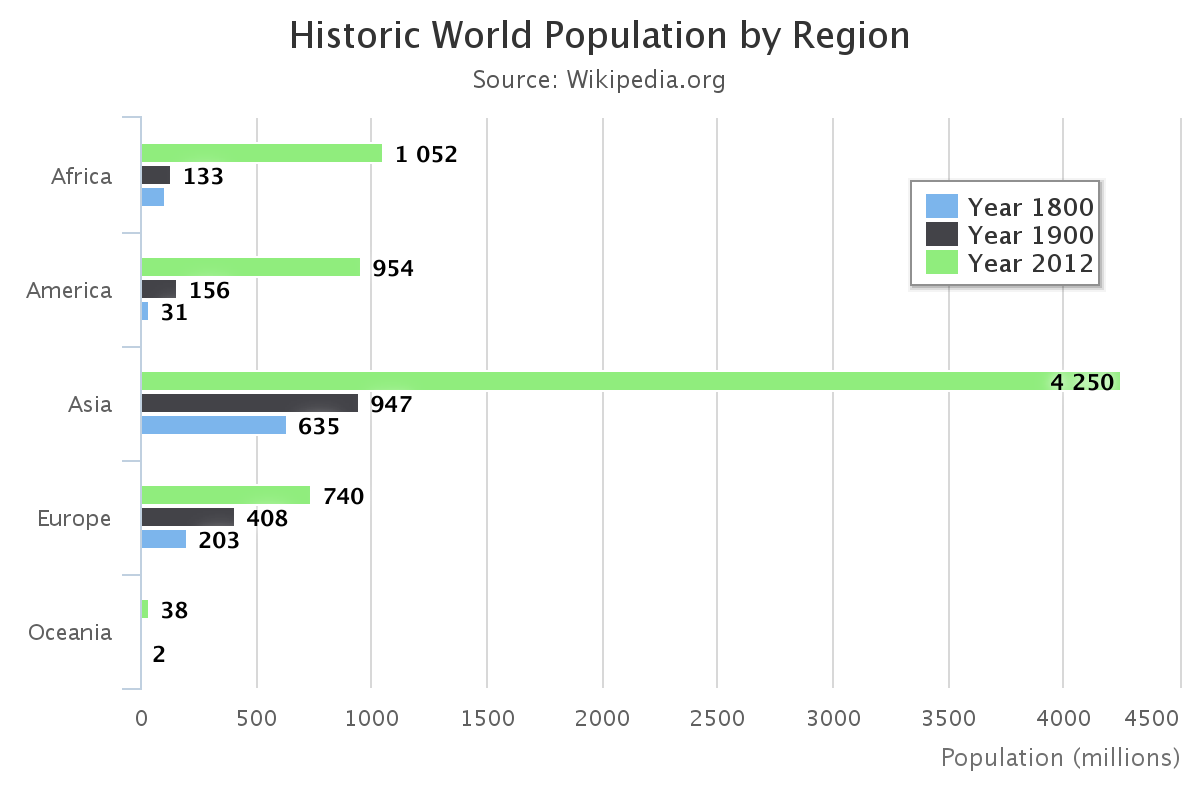 Historic World Population by Region
Source: Wikipedia.org
Africa
1 052
133
Year 1800
Year 1900
Year 2012
America
954
156
31
Asia
4 250
947
635
Europe
740
408
203
Oceania
38
2
0 500 1000 1500 2000 2500 3000 3500 4000 4500
Population (millions)